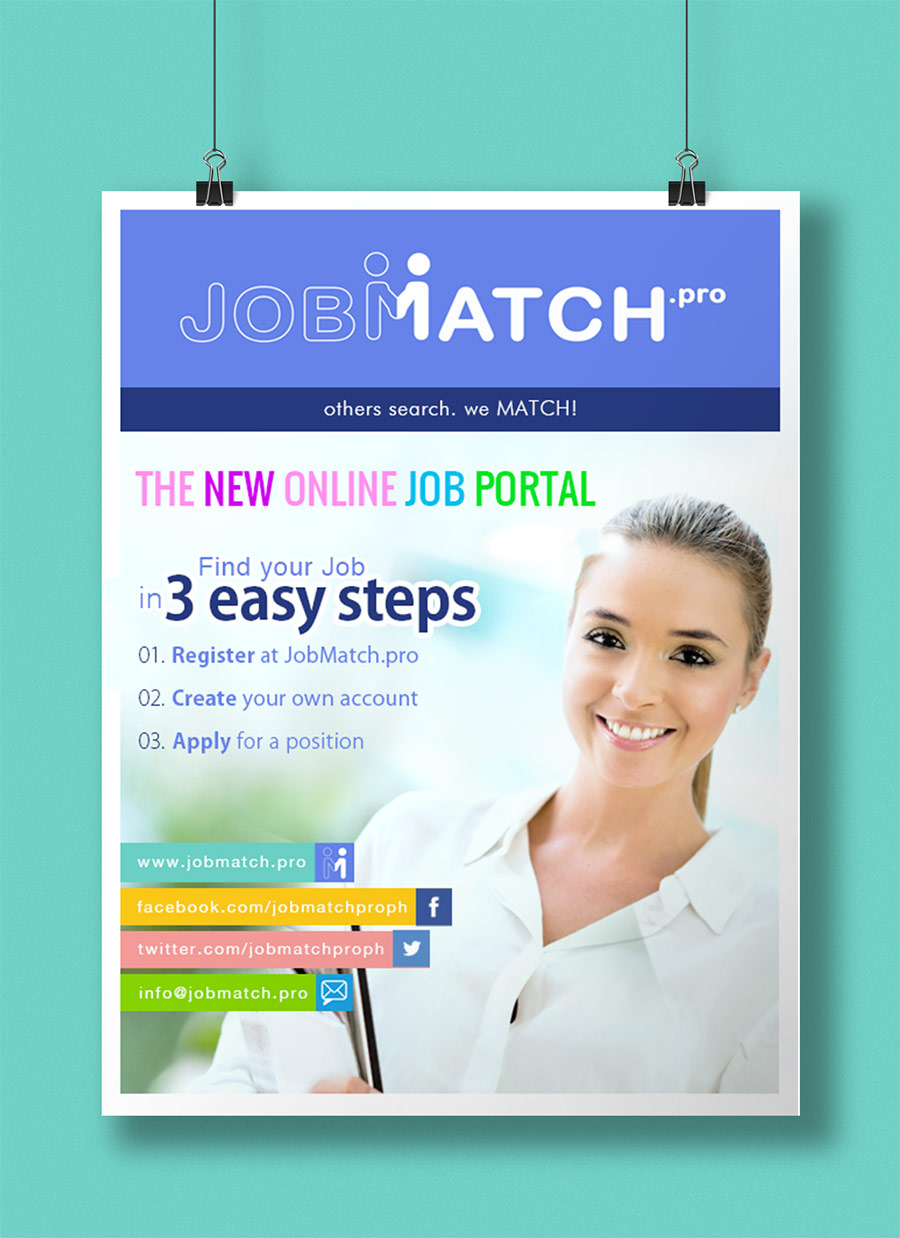 JOBMATCH.pro
others search. we MATCH!
THE NEW ONLINE JOB PORTAL
Find your Job
in 3 easy steps
01. Register at JobMatch.pro
02. Create your own account
03. Apply for a position
www.jobmatch.pro
facebook.com/jobmatchproph
twitter.com/jobmatchproph
info@jobmatch.pro